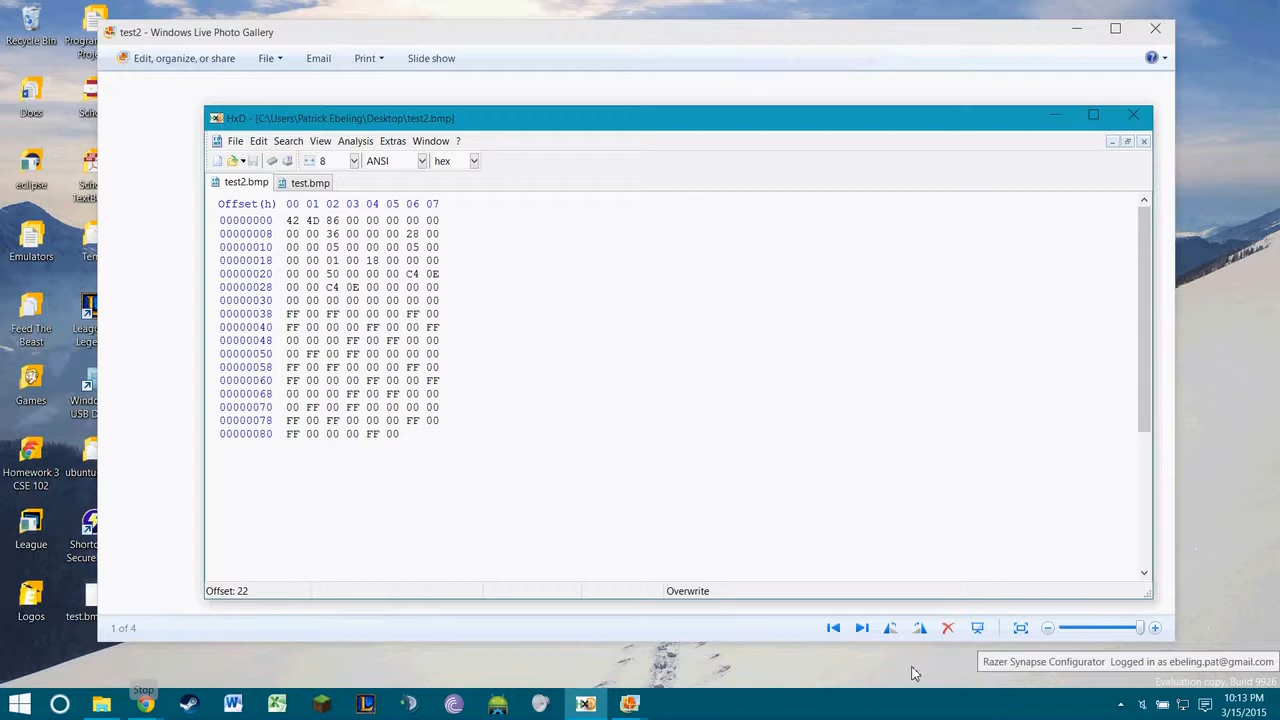 Recycle Bin
Docs
eclipse
Emulators
Feed The
Beast
Games
Homework 3
CSE 102
League
Logos
test.bm
ubuntu
test2 - Windows Live Photo Gallery
Edit, organize, or share File Email Print Slide show
HxD - [C:\Users\Patrick Ebeling\Desktop\test2.bmp]
File Edit Search View Analysis Extras Window ?
8 ANSI hex
test2.bmp test.bmp
Offset(h) 00 01 02 03 04 05 06 07
00000000 42 4D 86 00 00 00 00 00
00000008 00 00 36 00 00 00 28 00
00000010 00 00 05 00 00 00 05 00
00000018 00 00 01 00 18 00 00 00
00000020 00 00 50 00 00 00 C4 0E
00000028 00 00 C4 0E 00 00 00 00
00000030 00 00 00 00 00 00 00 00
00000038 FF 00 FF 00 00 00 FF 00
00000040 FF 00 00 00 FF 00 00 FF
00000048 00 00 00 FF 00 FF 00 00
00000050 00 FF 00 FF 00 00 00 00
00000058 FF 00 FF 00 00 00 FF 00
00000060 FF 00 00 00 FF 00 00 FF
00000068 00 00 00 FF 00 FF 00 00
00000070 00 FF FF 00 FF 00 00 00
00000078 FF 00 FF 00 00 00 FF 00
00000080 FF 00 00 00 FF 00
Offset: 22 Overwrite
1 of 4
Razer Synapse Configurator Logged in as ebeling.pat@gmail.com
Evaluation copy. Build 9926
Stop
10:13 PM
3/15/2015